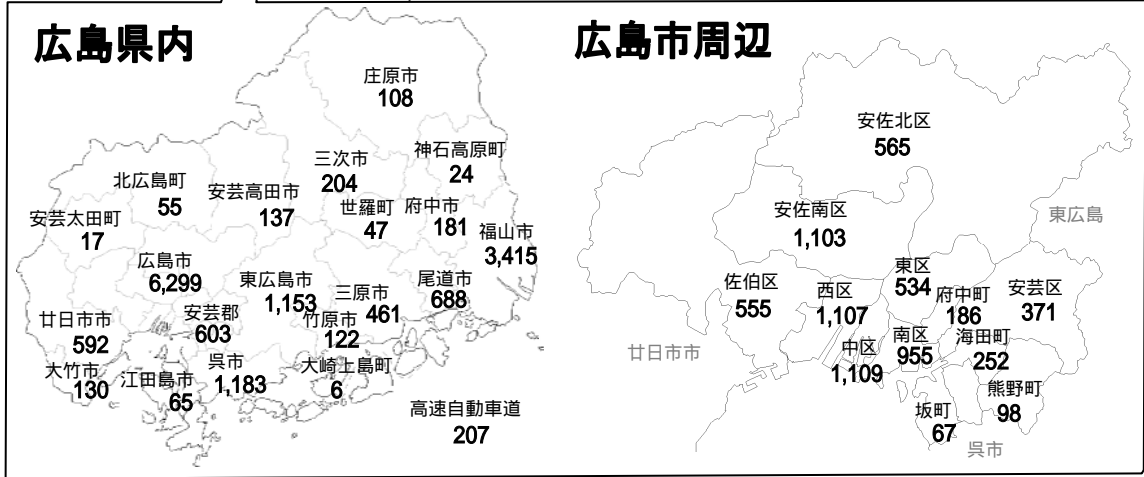 広島県内
庄原市
108
三次市
204
神石高原町
24
北広島町
55
安芸高田市
137
世羅町
47
府中市
181
安芸太田町
17
福山市
3,415
広島市
6,299
東広島市
1,153
三原市
461
尾道市
688
安芸郡
603
竹原市
122
廿日市市
592
大竹市
130
江田島市
65
呉市
1,183
大崎上島町
6
高速自動車道
207
広島市周辺
安佐北区
565
安佐南区
1,103
東広島
佐伯区
555
西区
1,107
東区
534
府中町
186
安芸区
371
中区
1,109
南区
955
海田町
252
廿日市市
熊野町
98
坂町
67
呉市